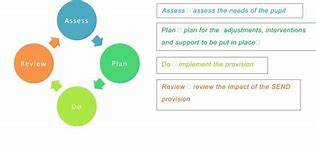 Assess
Plan
Do
Review
Assess □ assess the needs of the pupil
Plan □ plan for the □adjustments, interventions
and support to be put in place□
Do □ implement the provision
Review □ review the impact of the SEND
provision